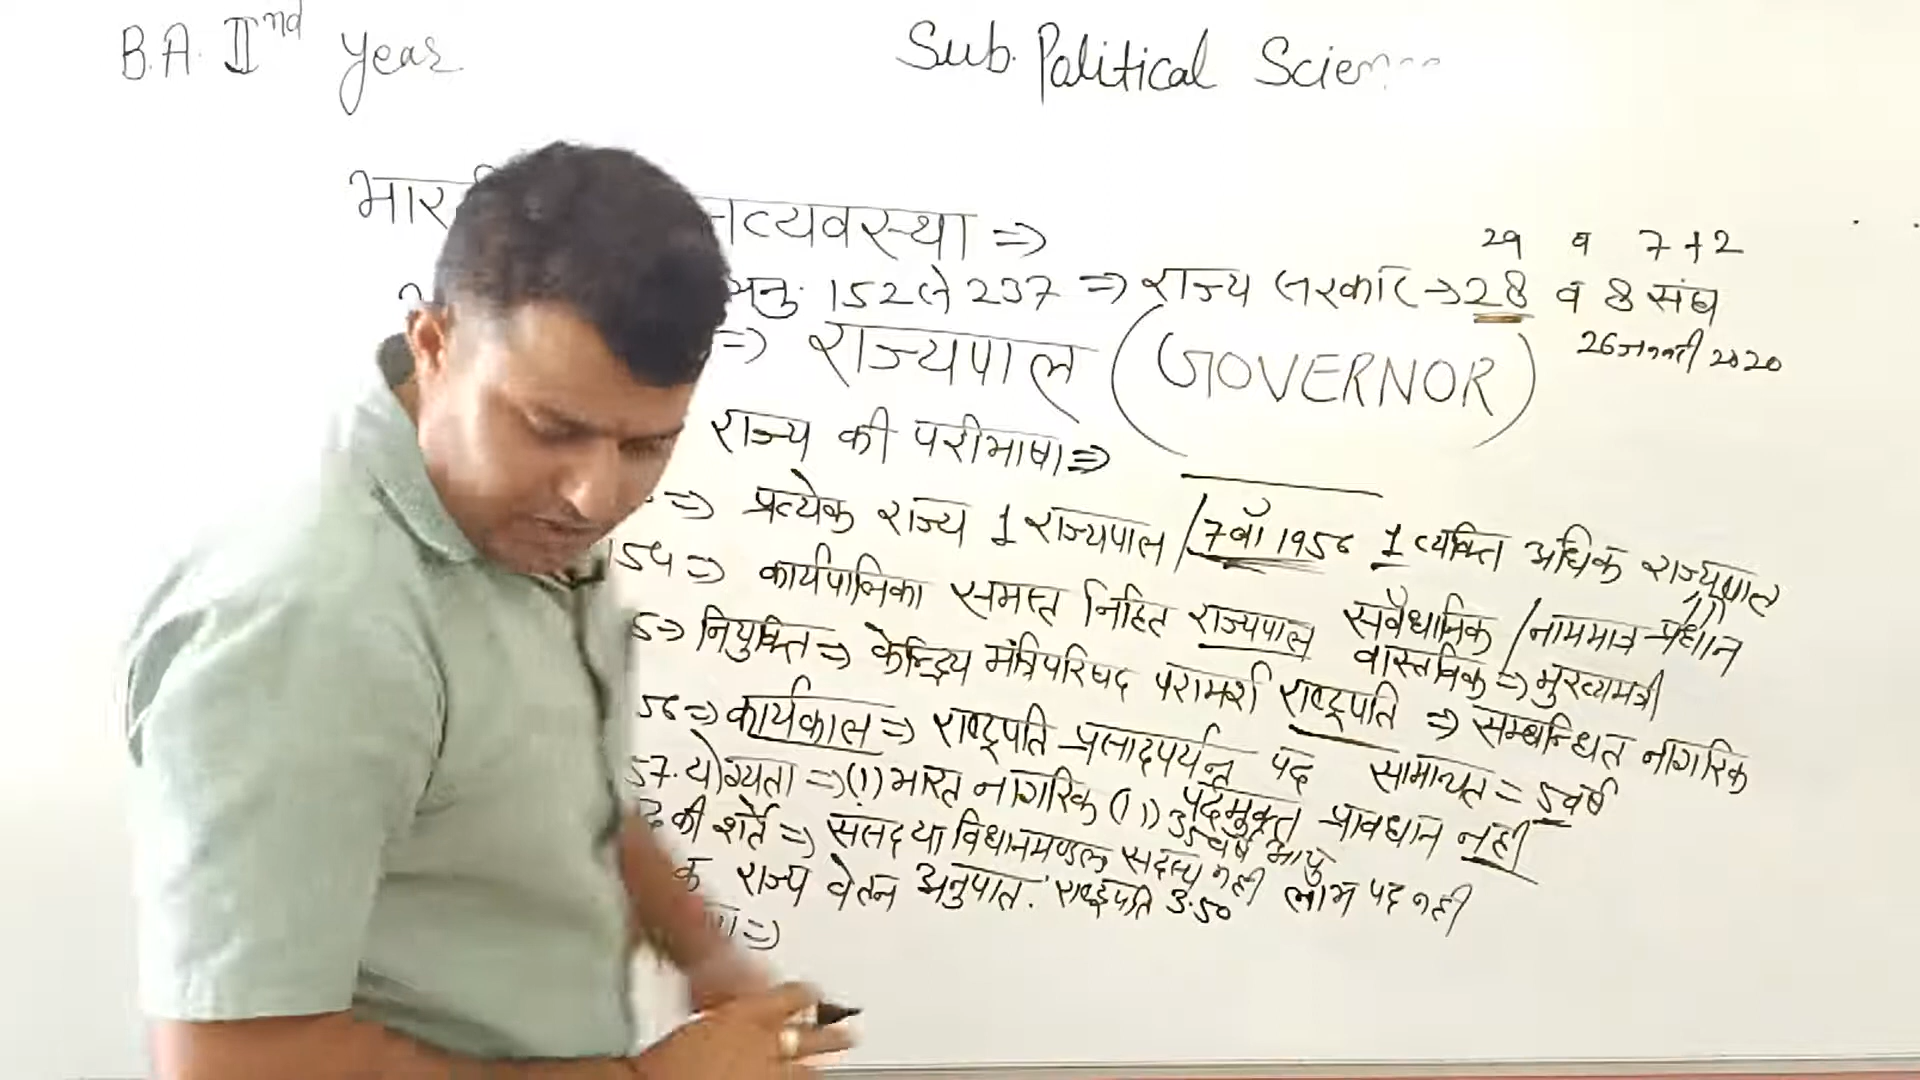 B.A. IInd year
Sub. Political Scien
भार व्यवस्था ⇒
29 व 7+2
अनु. 152 से 237 ⇒ राज्य सरकार → 28 व 8 संघ
26 जनवरी 2020
⇒ राज्यपाल (GOVERNOR)
राज्य की परीभाषा ⇒
⇒ प्रत्येक राज्य 1 राज्यपाल / 7वाँ 1956 1 व्यक्ति अधिक राज्यपाल
154 ⇒ कार्यपालिका समस्त निहित राज्यपाल सवैधानिक / नाममात्र प्रधान
वास्तविक ⇒ मुख्यमंत्री
5 ⇒ नियुक्ति ⇒ केन्द्रिय मंत्रिपरिषद परामर्श राष्ट्रपति ⇒ सम्बन्धित नागरिक
56 ⇒ कार्यकाल ⇒ राष्ट्रपति प्रसादपर्यन्त पद सामान्यत = 5 वर्ष
पदमुक्त प्रावधान नही
57. योग्यता ⇒ (1) भारत नागरिक (11) 35 वर्ष आयु
की शर्ते ⇒ संसद या विधानमण्डल सदस्य नही लाभ पद नही
क राज्य वेतन अनुपात. राष्ट्रपति 3.50
⇒